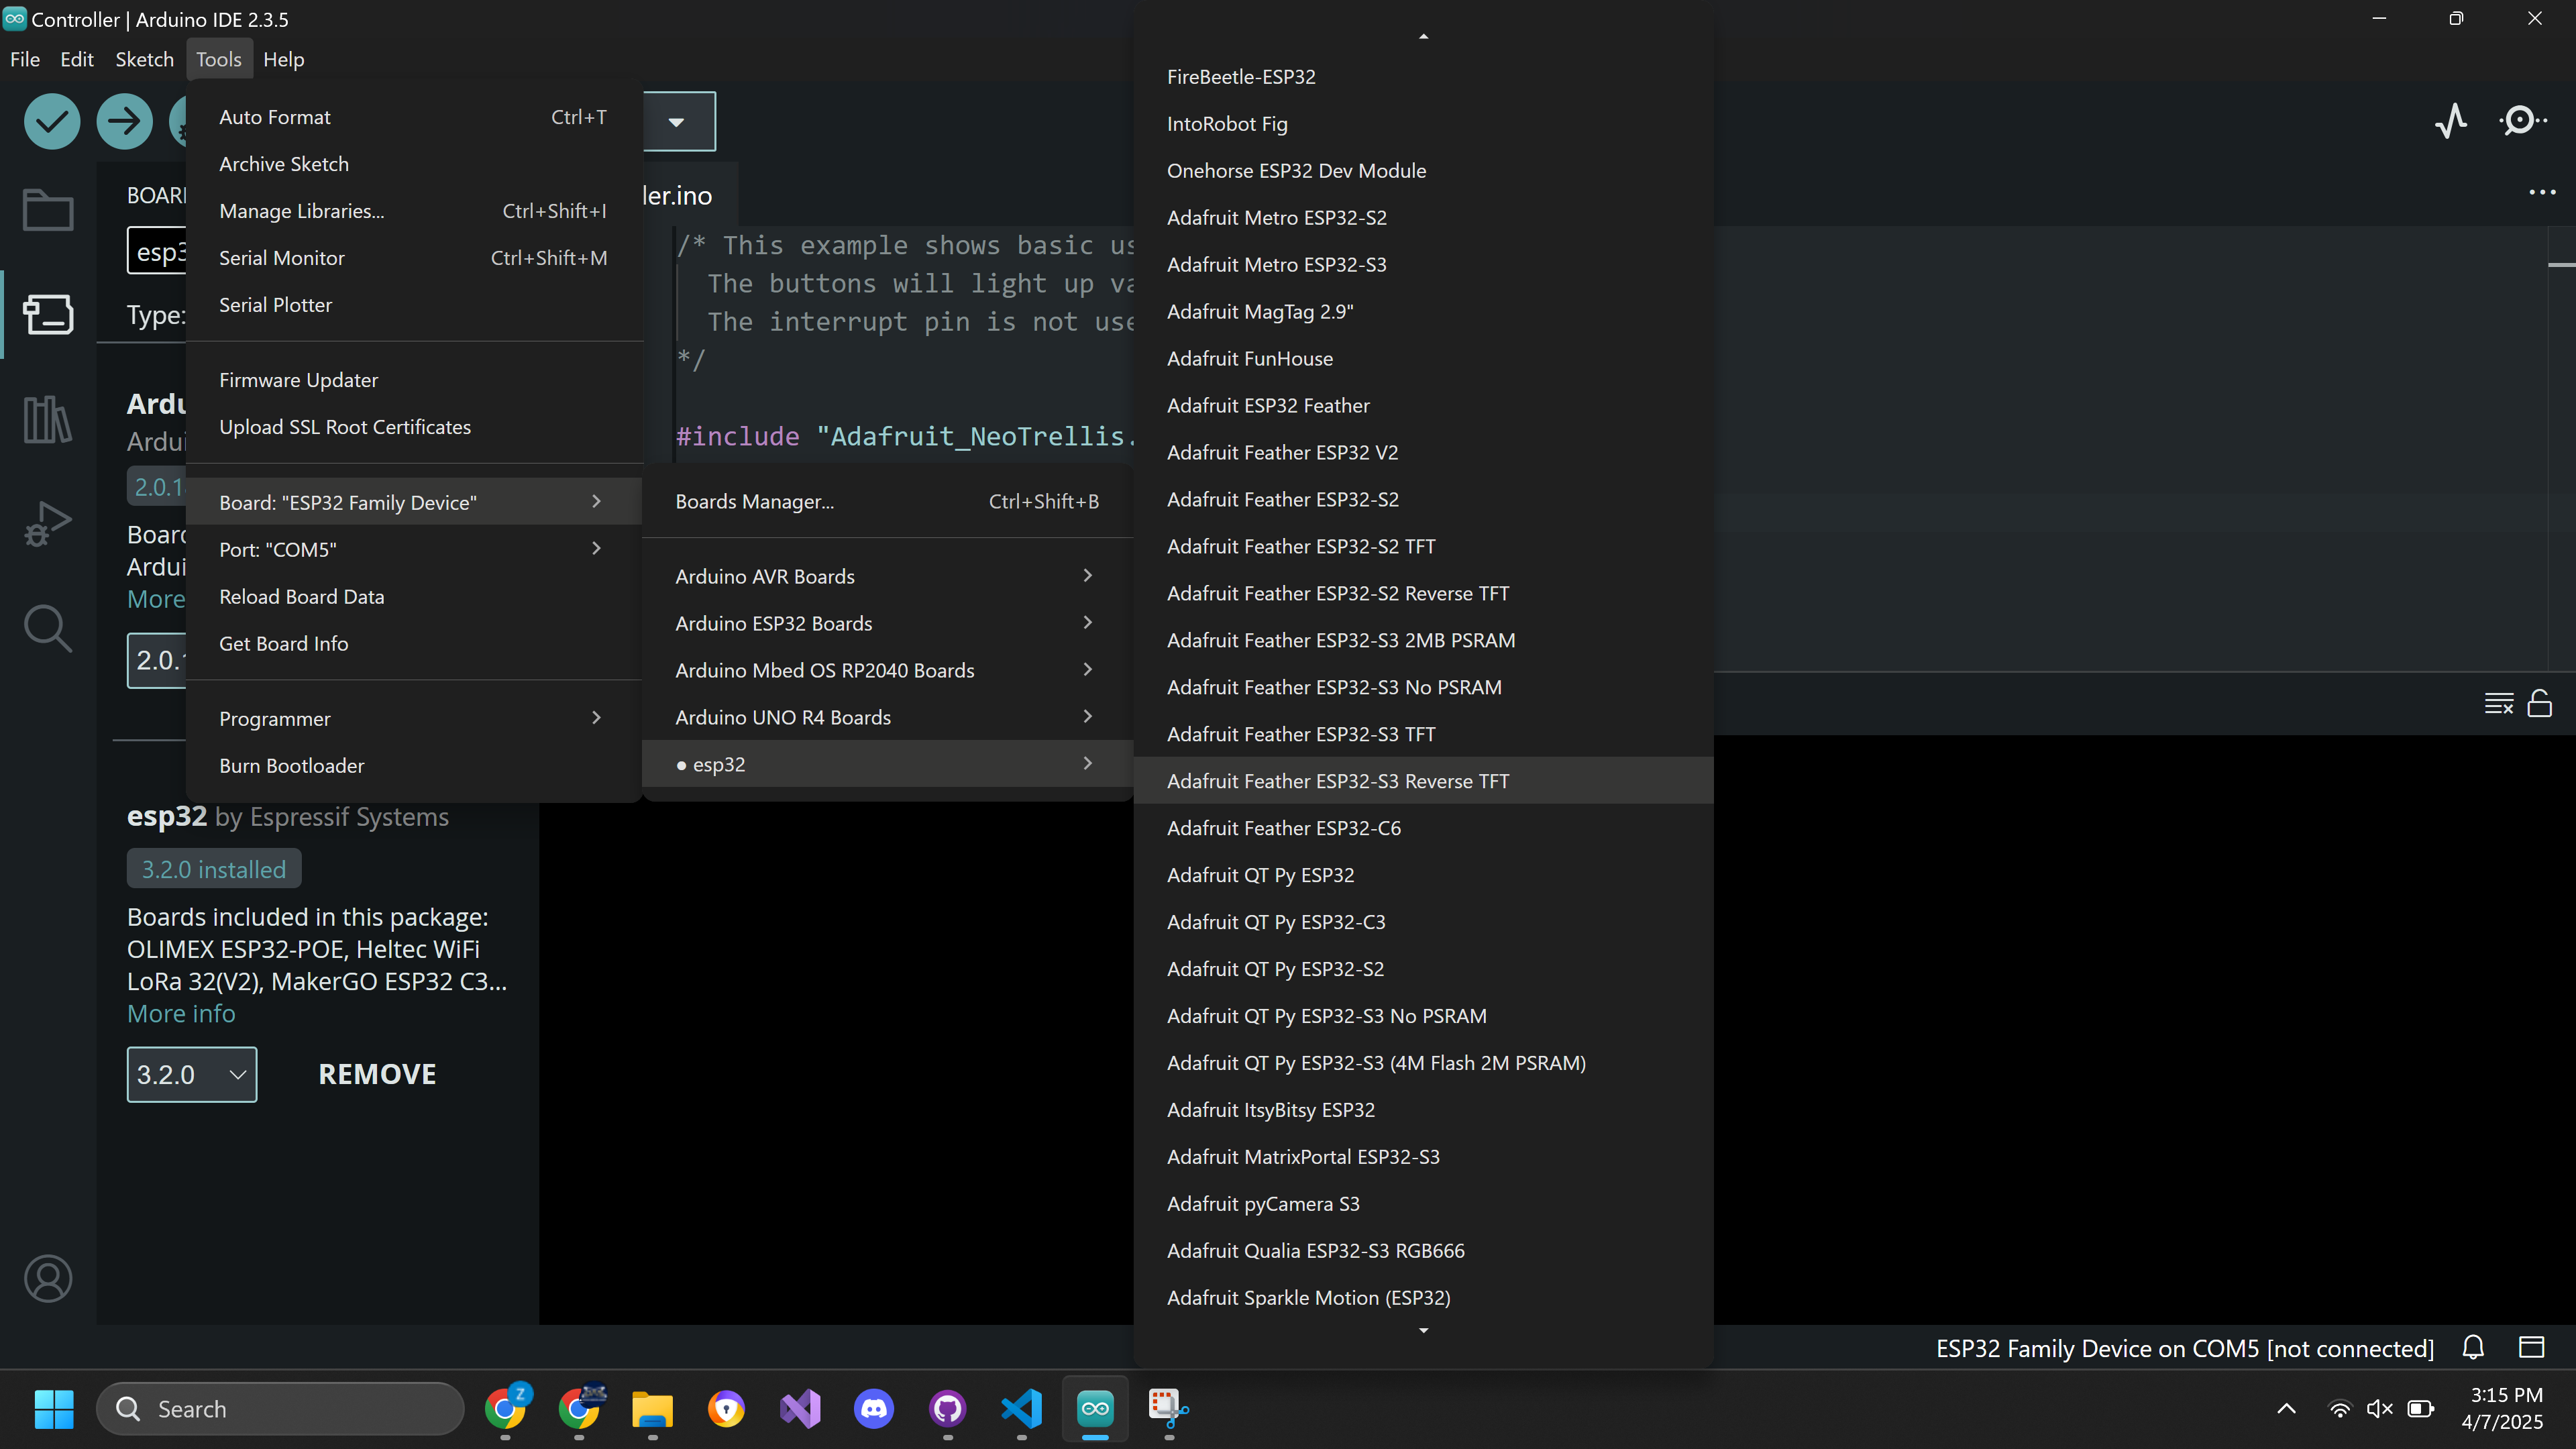 Controller | Arduino IDE 2.3.5
File Edit Sketch Tools Help
Auto Format Ctrl+T
Archive Sketch
Manage Libraries... Ctrl+Shift+I
Serial Monitor Ctrl+Shift+M
Serial Plotter
Firmware Updater
Upload SSL Root Certificates
Board: "ESP32 Family Device"
Port: "COM5"
Reload Board Data
Get Board Info
Programmer
Burn Bootloader
BOAR
esp3
Type:
Ardu
Ardui
2.0.1
Board
Ardui
More
2.0.1
esp32 by Espressif Systems
3.2.0 installed
Boards included in this package:
OLIMEX ESP32-POE, Heltec WiFi
LoRa 32(V2), MakerGO ESP32 C3...
More info
3.2.0 REMOVE
ler.ino
/* This example shows basic us
The buttons will light up va
The interrupt pin is not use
*/
#include "Adafruit_NeoTrellis.
Boards Manager... Ctrl+Shift+B
Arduino AVR Boards
Arduino ESP32 Boards
Arduino Mbed OS RP2040 Boards
Arduino UNO R4 Boards
● esp32
FireBeetle-ESP32
IntoRobot Fig
Onehorse ESP32 Dev Module
Adafruit Metro ESP32-S2
Adafruit Metro ESP32-S3
Adafruit MagTag 2.9"
Adafruit FunHouse
Adafruit ESP32 Feather
Adafruit Feather ESP32 V2
Adafruit Feather ESP32-S2
Adafruit Feather ESP32-S2 TFT
Adafruit Feather ESP32-S2 Reverse TFT
Adafruit Feather ESP32-S3 2MB PSRAM
Adafruit Feather ESP32-S3 No PSRAM
Adafruit Feather ESP32-S3 TFT
Adafruit Feather ESP32-S3 Reverse TFT
Adafruit Feather ESP32-C6
Adafruit QT Py ESP32
Adafruit QT Py ESP32-C3
Adafruit QT Py ESP32-S2
Adafruit QT Py ESP32-S3 No PSRAM
Adafruit QT Py ESP32-S3 (4M Flash 2M PSRAM)
Adafruit ItsyBitsy ESP32
Adafruit MatrixPortal ESP32-S3
Adafruit pyCamera S3
Adafruit Qualia ESP32-S3 RGB666
Adafruit Sparkle Motion (ESP32)
ESP32 Family Device on COM5 [not connected]
Search
Z
3:15 PM
4/7/2025